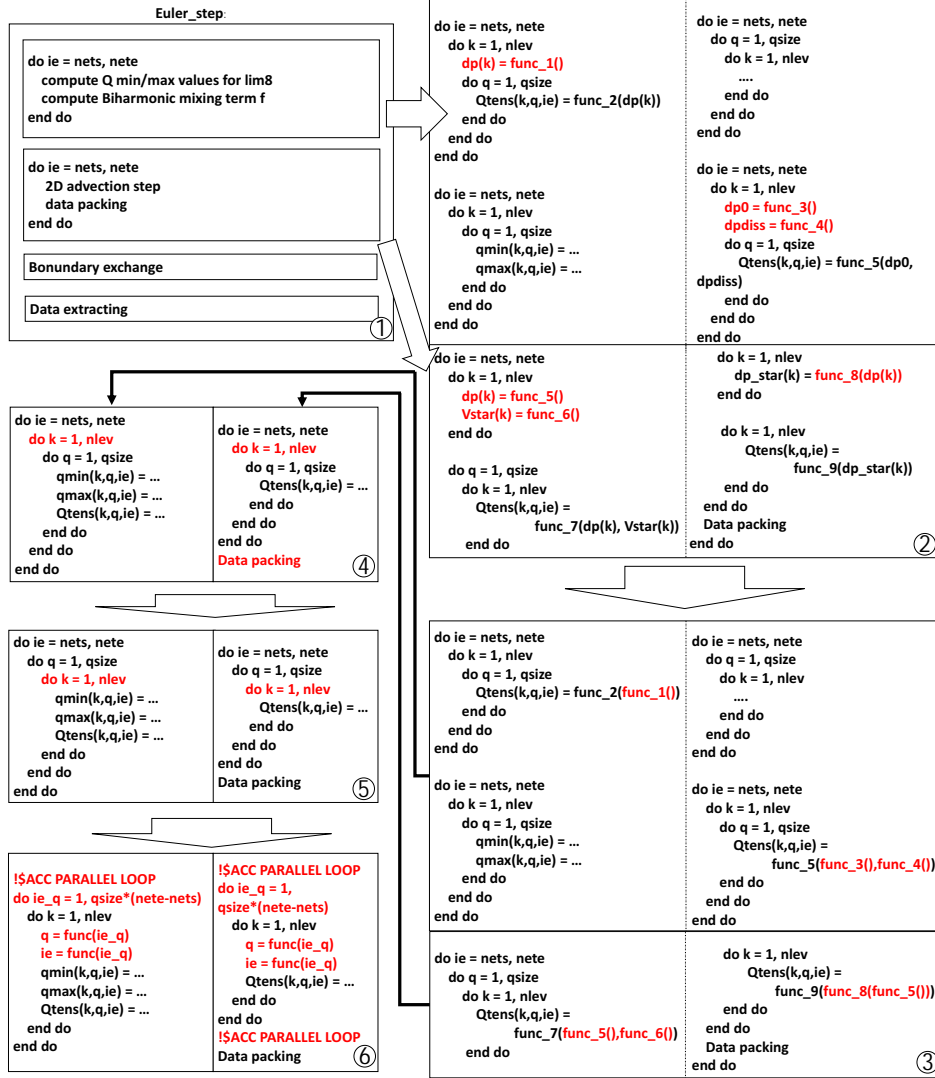 Euler_step:
do ie = nets, nete
compute Q min/max values for lim8
compute Biharmonic mixing term f
end do
do ie = nets, nete
2D advection step
data packing
end do
Bonundary exchange
Data extracting
①
do ie = nets, nete
do k = 1, nlev
dp(k) = func_1()
do q = 1, qsize
Qtens(k,q,ie) = func_2(dp(k))
end do
end do
end do
do ie = nets, nete
do k = 1, nlev
do q = 1, qsize
qmin(k,q,ie) = ...
qmax(k,q,ie) = ...
end do
end do
end do
do ie = nets, nete
do q = 1, qsize
do k = 1, nlev
....
end do
end do
end do
do ie = nets, nete
do k = 1, nlev
dp0 = func_3()
dpdiss = func_4()
do q = 1, qsize
Qtens(k,q,ie) = func_5(dp0,
dpdiss)
end do
end do
end do
do ie = nets, nete
do k = 1, nlev
dp(k) = func_5()
Vstar(k) = func_6()
end do
do q = 1, qsize
do k = 1, nlev
Qtens(k,q,ie) =
func_7(dp(k), Vstar(k))
end do
do k = 1, nlev
dp_star(k) = func_8(dp(k))
end do
do k = 1, nlev
Qtens(k,q,ie) =
func_9(dp_star(k))
end do
end do
Data packing
end do
②
do ie = nets, nete
do k = 1, nlev
do q = 1, qsize
Qtens(k,q,ie) = func_2(func_1())
end do
end do
end do
do ie = nets, nete
do k = 1, nlev
do q = 1, qsize
qmin(k,q,ie) = ...
qmax(k,q,ie) = ...
end do
end do
end do
do ie = nets, nete
do q = 1, qsize
do k = 1, nlev
....
end do
end do
end do
do ie = nets, nete
do k = 1, nlev
do q = 1, qsize
Qtens(k,q,ie) =
func_5(func_3(),func_4())
end do
end do
end do
do ie = nets, nete
do q = 1, qsize
do k = 1, nlev
Qtens(k,q,ie) =
func_7(func_5(),func_6())
end do
do k = 1, nlev
Qtens(k,q,ie) =
func_9(func_8(func_5()))
end do
end do
Data packing
end do
③
do ie = nets, nete
do k = 1, nlev
do q = 1, qsize
qmin(k,q,ie) = ...
qmax(k,q,ie) = ...
Qtens(k,q,ie) = ...
end do
end do
end do
do ie = nets, nete
do k = 1, nlev
do q = 1, qsize
Qtens(k,q,ie) = ...
end do
end do
end do
Data packing
④
do ie = nets, nete
do q = 1, qsize
do k = 1, nlev
qmin(k,q,ie) = ...
qmax(k,q,ie) = ...
Qtens(k,q,ie) = ...
end do
end do
end do
do ie = nets, nete
do q = 1, qsize
do k = 1, nlev
Qtens(k,q,ie) = ...
end do
end do
end do
Data packing
⑤
!$ACC PARALLEL LOOP
do ie_q = 1, qsize*(nete-nets)
do k = 1, nlev
q = func(ie_q)
ie = func(ie_q)
qmin(k,q,ie) = ...
qmax(k,q,ie) = ...
Qtens(k,q,ie) = ...
end do
end do
!$ACC PARALLEL LOOP
do ie_q = 1,
qsize*(nete-nets)
do k = 1, nlev
q = func(ie_q)
ie = func(ie_q)
Qtens(k,q,ie) = ...
end do
end do
!$ACC PARALLEL LOOP
Data packing
⑥